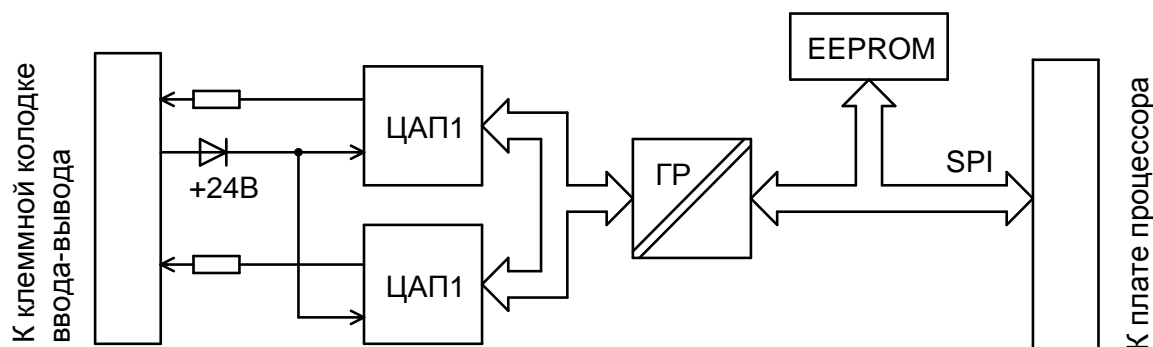 К клеммной колодке
ввода-вывода
+24В
ЦАП1
ЦАП1
ГР
EEPROM
SPI
К плате процессора